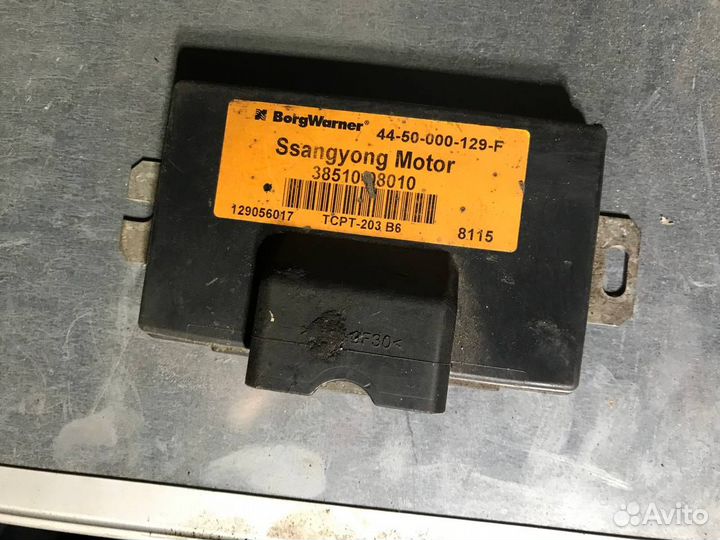 BorgWarner® 44-50-000-129-F
Ssangyong Motor
129056017
TCPT-203 B6
8115
Avito